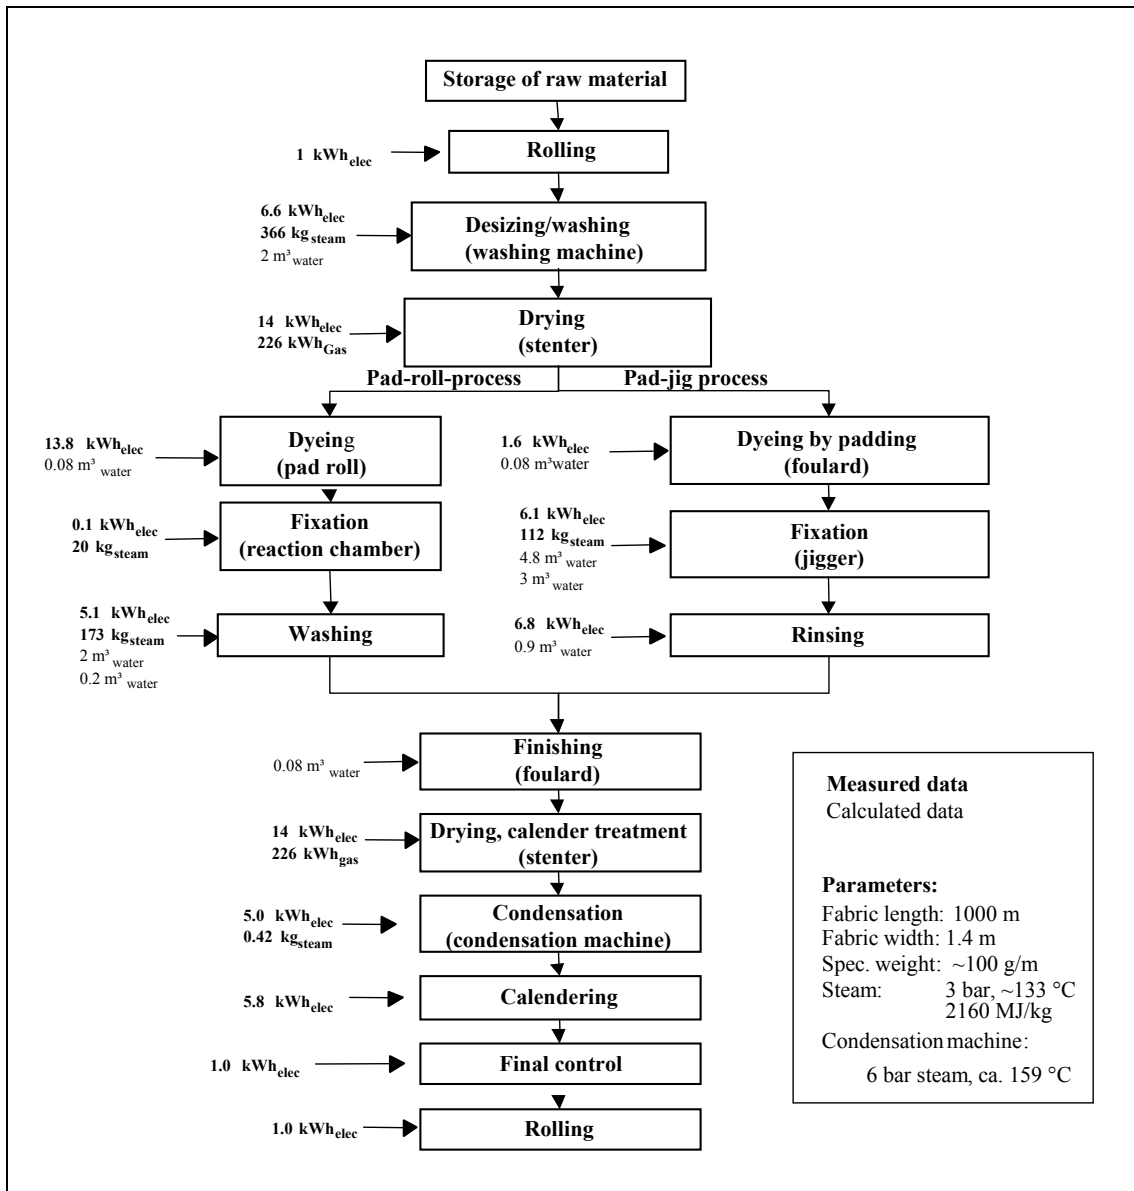 Storage of raw material
1 kWhelec
Rolling
6.6 kWhelec
366 kgsteam
2 m³ water
Desizing/washing
(washing machine)
14 kWhelec
226 kWhGas
Drying
(stenter)
Pad-roll-process
Pad-jig process
13.8 kWhelec
0.08 m³ water
Dyeing
(pad roll)
1.6 kWhelec
0.08 m³water
Dyeing by padding
(foulard)
0.1 kWhelec
20 kgsteam
Fixation
(reaction chamber)
6.1 kWhelec
112 kgsteam
4.8 m³ water
3 m³ water
Fixation
(jigger)
5.1 kWhelec
173 kgsteam
2 m³ water
0.2 m³ water
Washing
6.8 kWhelec
0.9 m³ water
Rinsing
0.08 m³ water
Finishing
(foulard)
14 kWhelec
226 kWhgas
Drying, calender treatment
(stenter)
5.0 kWhelec
0.42 kgsteam
Condensation
(condensation machine)
5.8 kWhelec
Calendering
1.0 kWhelec
Final control
1.0 kWhelec
Rolling
Measured data
Calculated data
Parameters:
Fabric length: 1000 m
Fabric width: 1.4 m
Spec. weight: ~100 g/m
Steam: 3 bar, ~133 °C
2160 MJ/kg
Condensation machine:
6 bar steam, ca. 159 °C